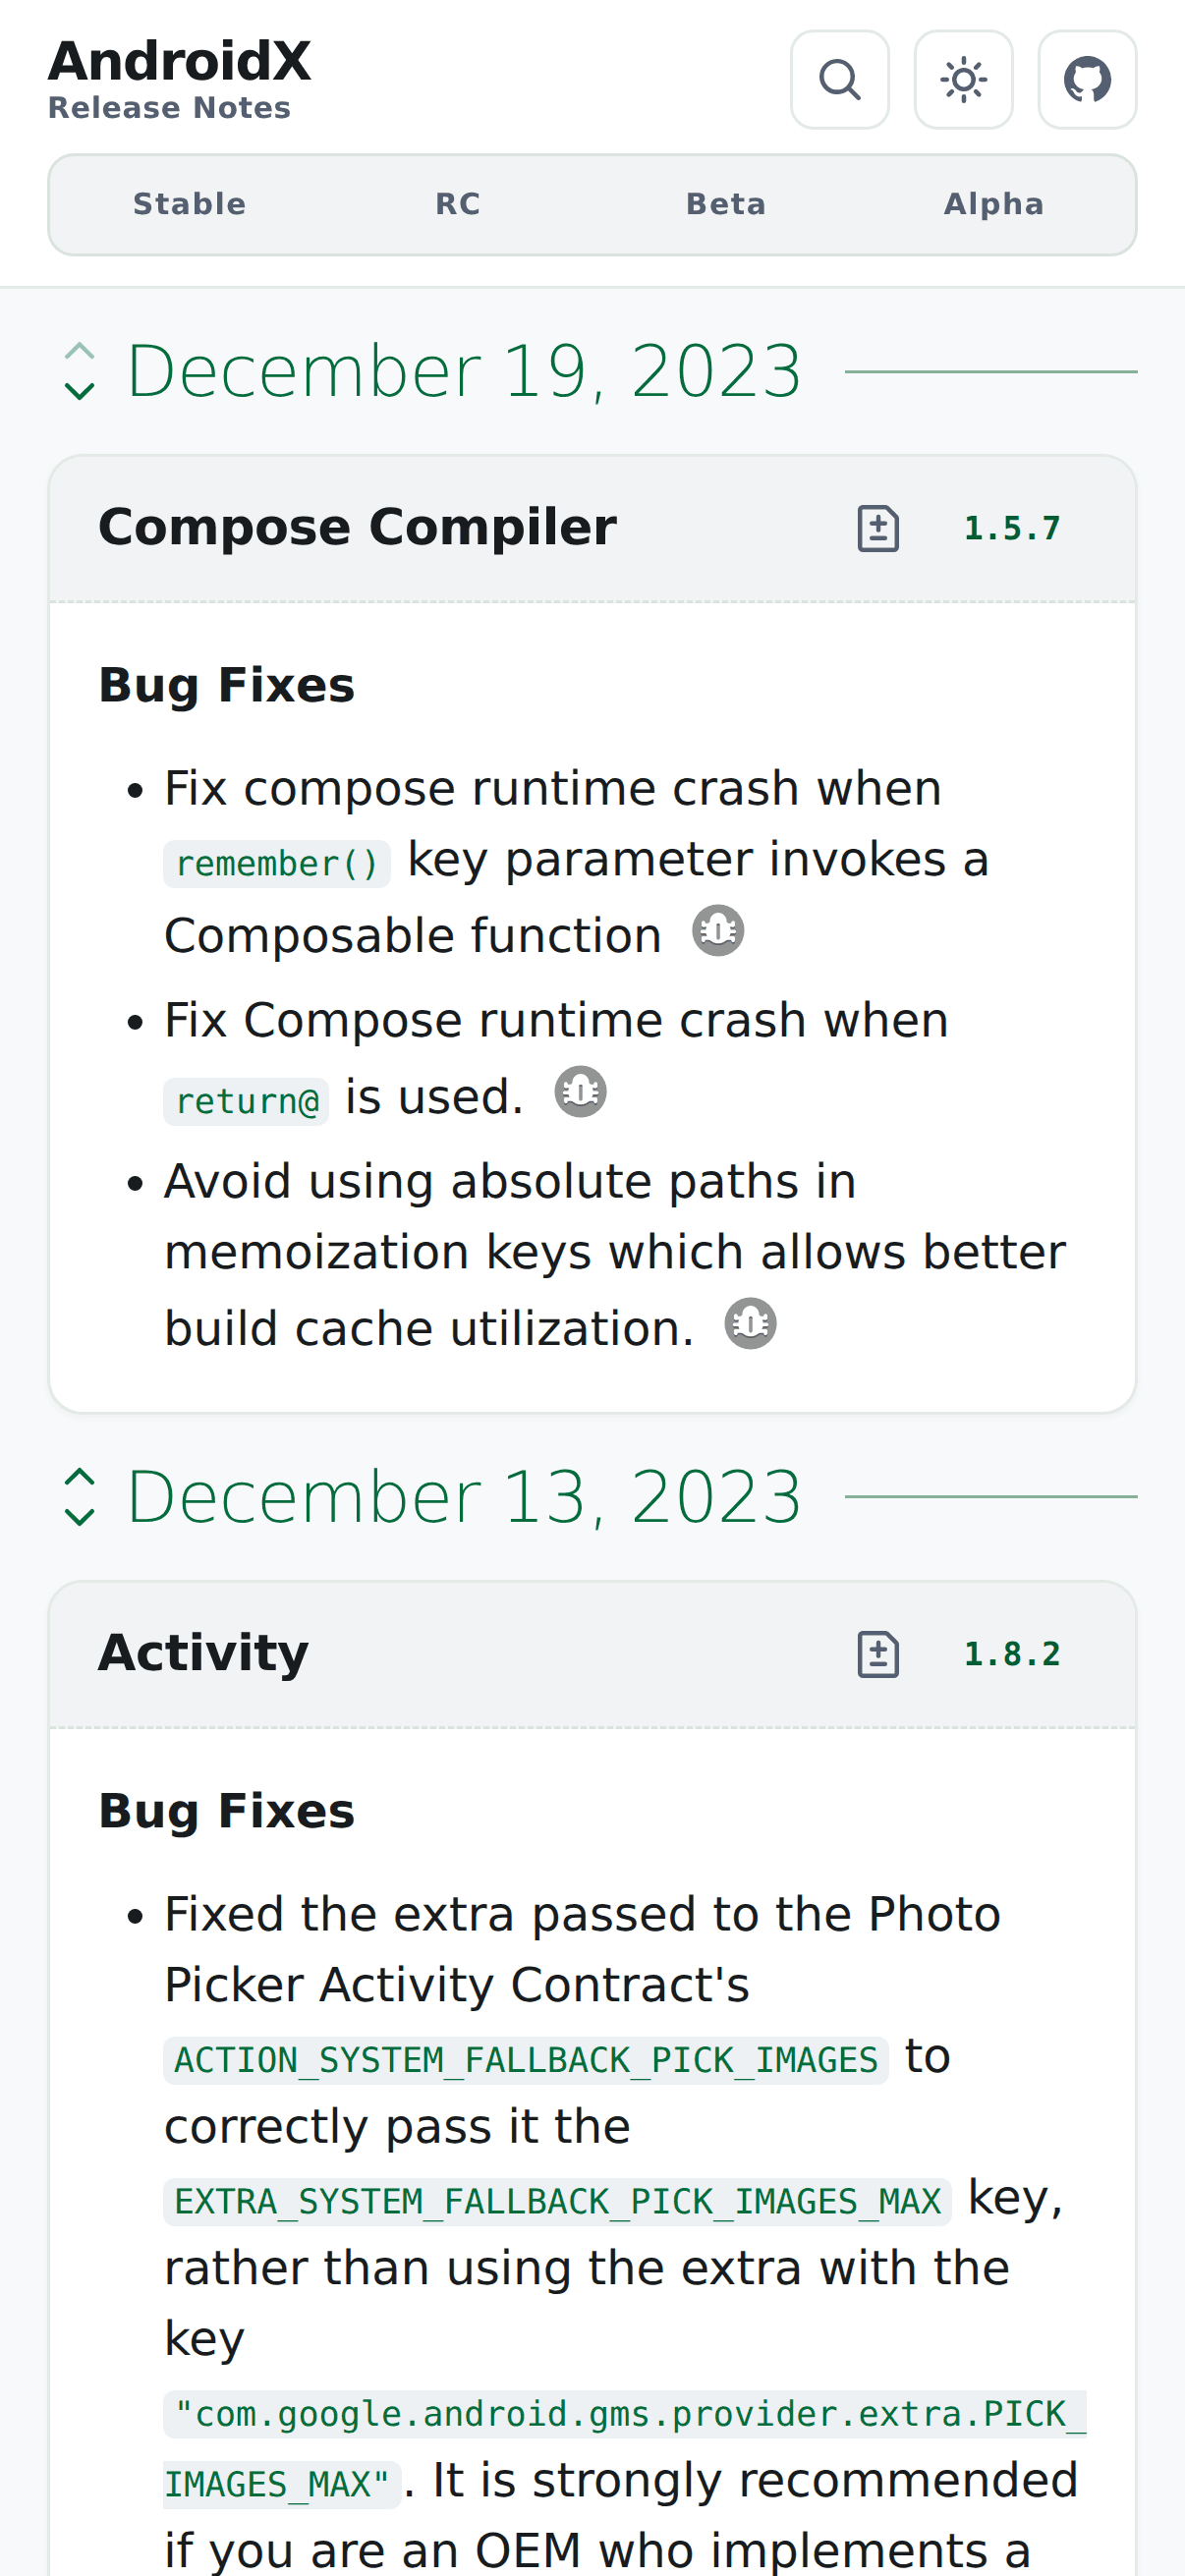 AndroidX
Release Notes
Stable RC Beta Alpha
December 19, 2023
Compose Compiler 1.5.7
Bug Fixes
Fix compose runtime crash when
remember() key parameter invokes a
Composable function
Fix Compose runtime crash when
return@ is used.
Avoid using absolute paths in
memoization keys which allows better
build cache utilization.
December 13, 2023
Activity 1.8.2
Bug Fixes
Fixed the extra passed to the Photo
Picker Activity Contract's
ACTION_SYSTEM_FALLBACK_PICK_IMAGES to
correctly pass it the
EXTRA_SYSTEM_FALLBACK_PICK_IMAGES_MAX key,
rather than using the extra with the
key
"com.google.android.gms.provider.extra.PICK_
IMAGES_MAX". It is strongly recommended
if you are an OEM who implements a